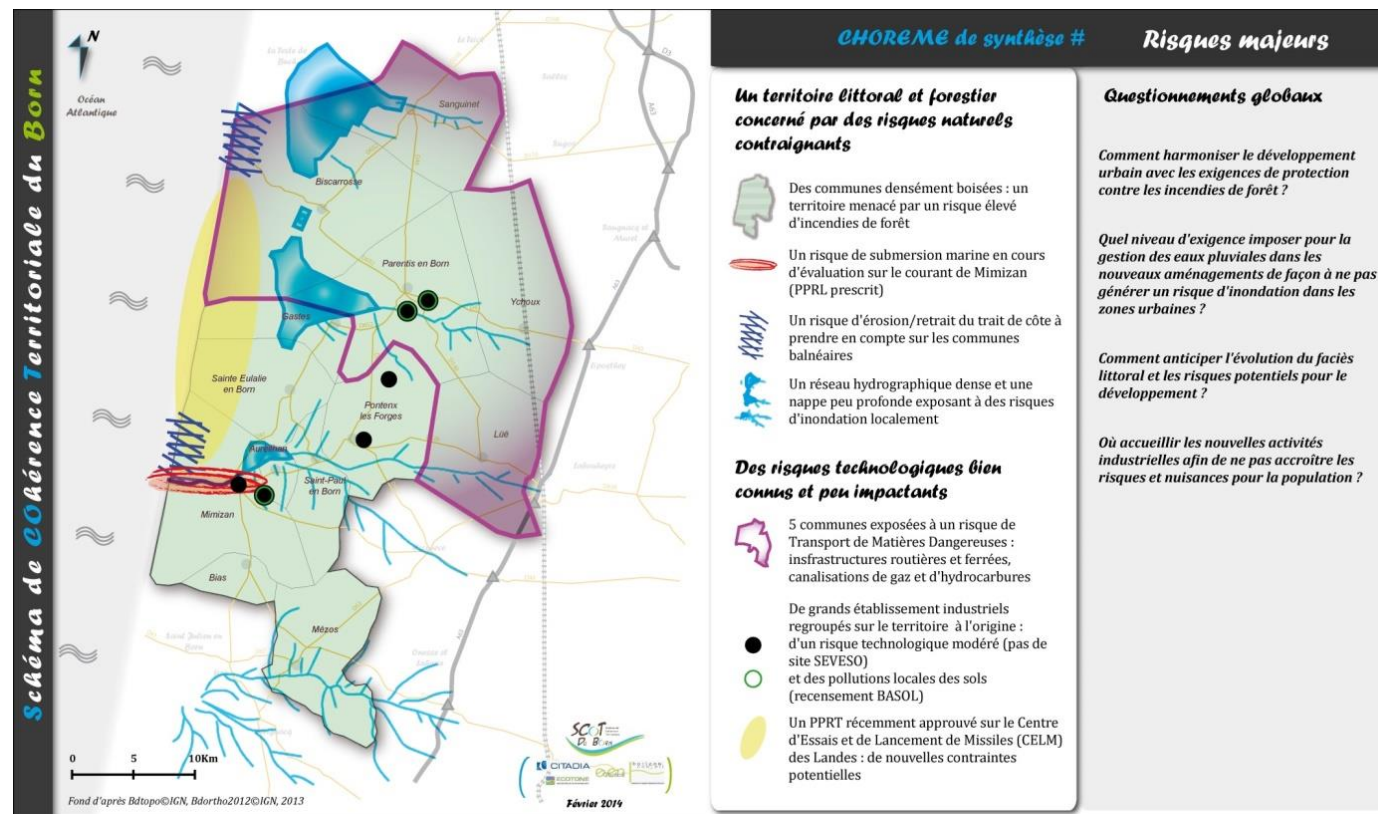 Schéma de COhérence Territoriale du Born
N
Océan
Atlantique
Sanguinet
Biscarrosse
Parentis en Born
Ychoux
Gastes
Sainte Eulalie
en Born
Pontenx
les Forges
Lüe
Aureilhan
Saint-Paul
en Born
Mimizan
Bias
Mézos
0 5 10Km
Fond d'après Bdtopo©IGN, Bdortho2012©IGN, 2013
SCOT
CITADIA
ECOTONE
Février 2014
CHOREME de synthèse #
Risques majeurs
Un territoire littoral et forestier
concerné par des risques naturels
contraignants
Des communes densément boisées : un
territoire menacé par un risque élevé
d'incendies de forêt
Un risque de submersion marine en cours
d'évaluation sur le courant de Mimizan
(PPRL prescrit)
Un risque d'érosion/retrait du trait de côte à
prendre en compte sur les communes
balnéaires
Un réseau hydrographique dense et une
nappe peu profonde exposant à des risques
d'inondation localement
Des risques technologiques bien
connus et peu impactants
5 communes exposées à un risque de
Transport de Matières Dangereuses :
insfrastructures routières et ferrées,
canalisations de gaz et d'hydrocarbures
De grands établissement industriels
regroupés sur le territoire à l'origine :
d'un risque technologique modéré (pas de
site SEVESO)
et des pollutions locales des sols
(recensement BASOL)
Un PPRT récemment approuvé sur le Centre
d'Essais et de Lancement de Missiles (CELM)
des Landes : de nouvelles contraintes
potentielles
Questionnements globaux
Comment harmoniser le développement
urbain avec les exigences de protection
contre les incendies de forêt ?
Quel niveau d'exigence imposer pour la
gestion des eaux pluviales dans les
nouveaux aménagements de façon à ne pas
générer un risque d'inondation dans les
zones urbaines ?
Comment anticiper l'évolution du faciès
littoral et les risques potentiels pour le
développement ?
Où accueillir les nouvelles activités
industrielles afin de ne pas accroître les
risques et nuisances pour la population ?